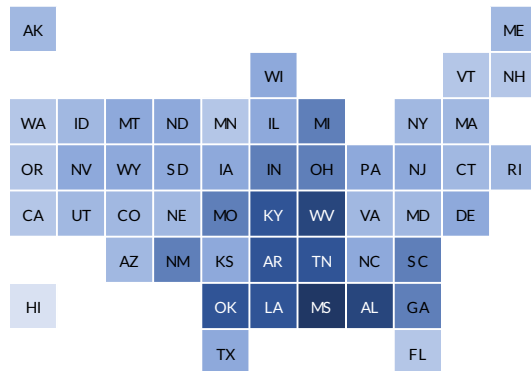 AK ME
WI VT NH
WA ID MT ND MN IL MI NY MA
OR NV WY SD IA IN OH PA NJ CT RI
CA UT CO NE MO KY WV VA MD DE
AZ NM KS AR TN NC SC
HI OK LA MS AL GA
TX FL